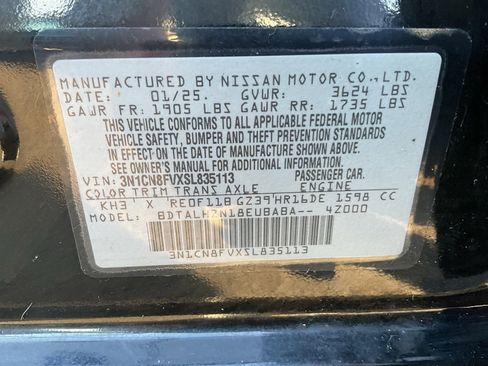 MANUFACTURED BY NISSAN MOTOR CO.,LTD.
DATE 01/25. GVWR: 3624 LBS
GAWR FR: 1905 LBS GAWR RR: 1735 LBS
THIS VEHICLE CONFORMS TO ALL APPLICABLE FEDERAL MOTOR
VEHICLE SAFETY, BUMPER AND THEFT PREVENTION STANDARDS
IN EFFECT ON THE DATE OF MANUFACTURE SHOWN ABOVE.
SEE OWNER'S MANUAL FOR ADDITIONAL INFORMATION.
VIN: 3N1CN8FVXSL835113 PASSENGER CAR.
COLOR TRIM TRANS AXLE ENGINE
KH3 X RE0F11B GZ39 HR16DE 1598 CC
MODEL BDTALHZN18EUBABA-- 4Z000
3N1CN8FVXSL835113